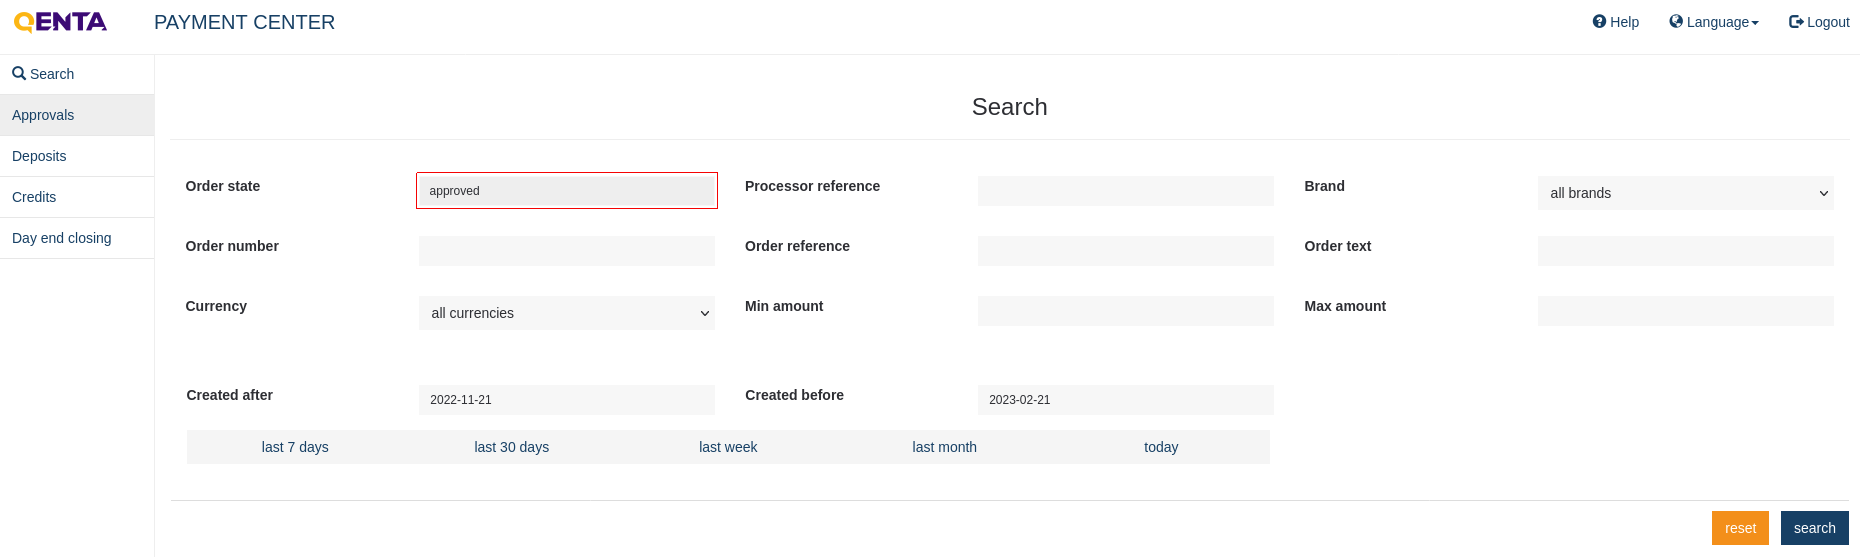 QENTA PAYMENT CENTER Help Language Logout
Search
Approvals
Deposits
Credits
Day end closing
Search
Order state approved Processor reference Brand all brands
Order number Order reference Order text
Currency all currencies Min amount Max amount
Created after 2022-11-21 Created before 2023-02-21
last 7 days last 30 days last week last month today
reset search